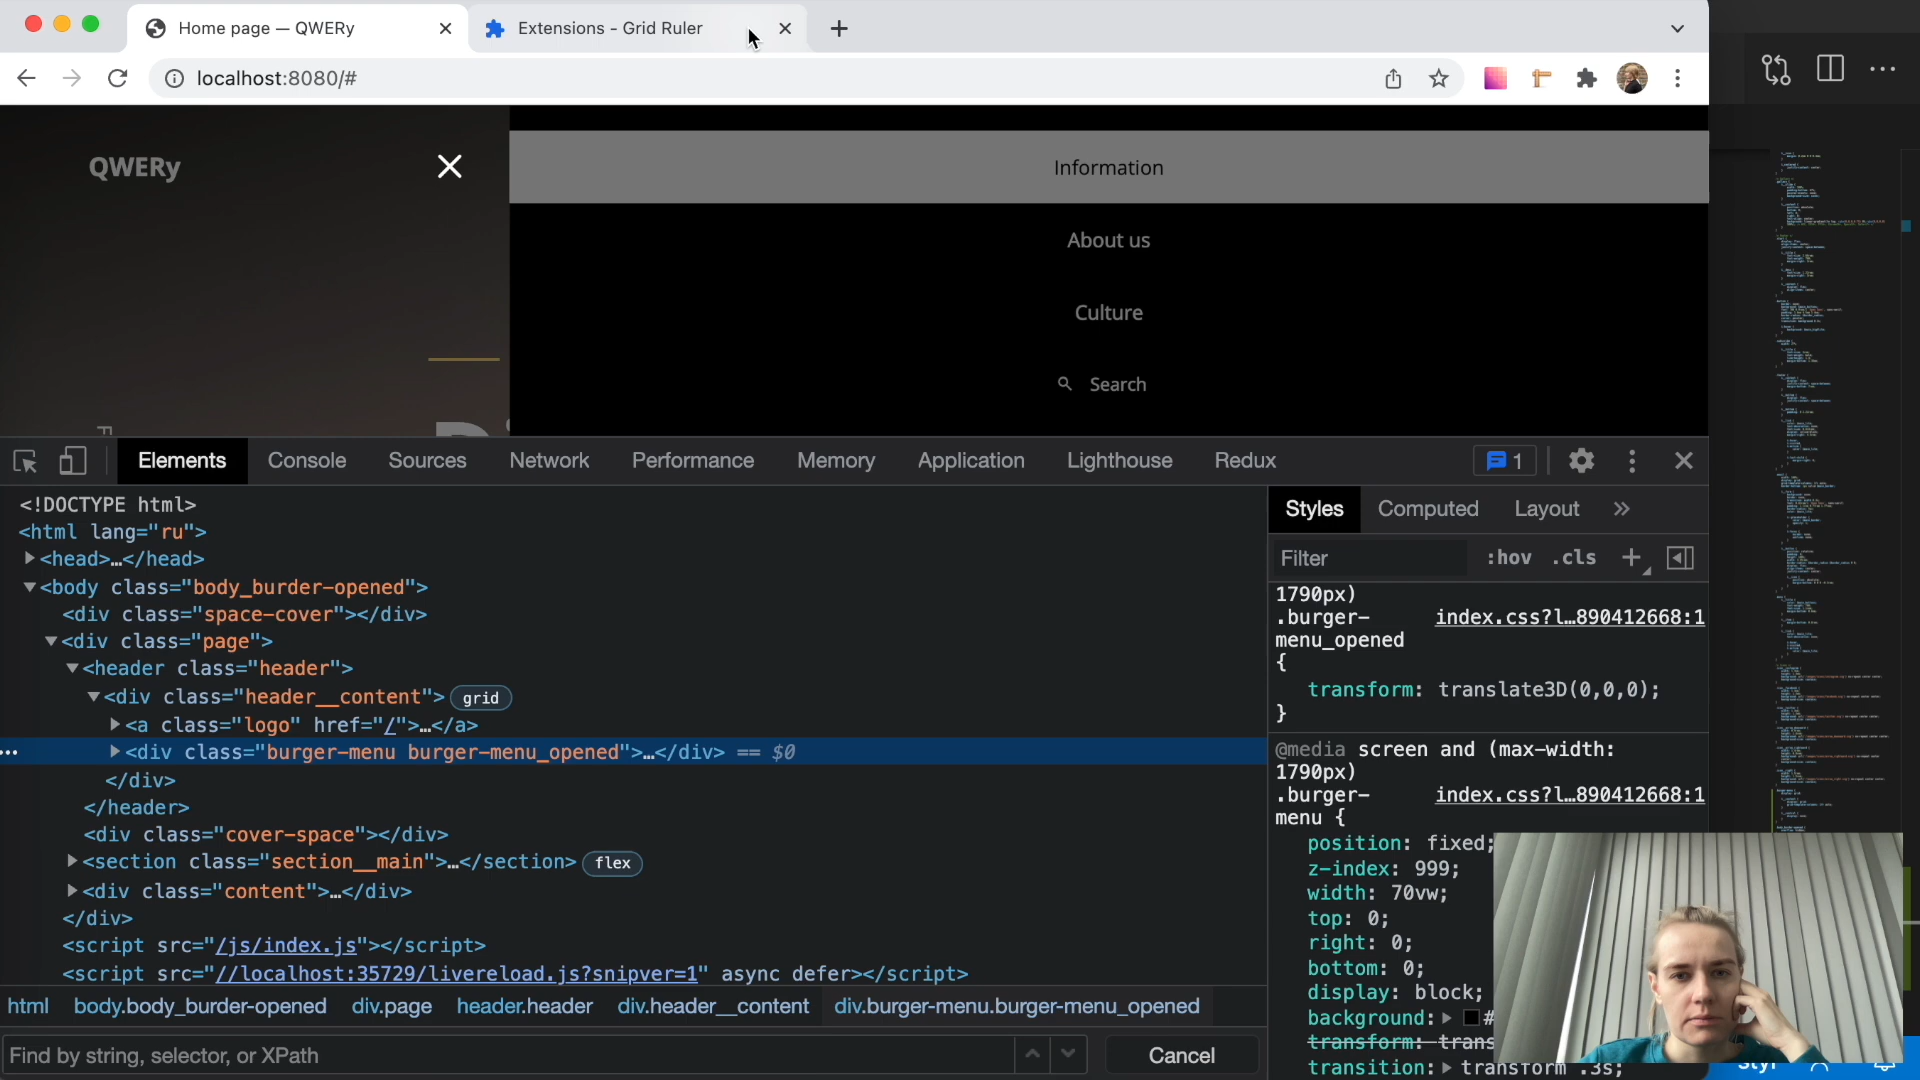 Home page — QWERy
Extensions - Grid Ruler
localhost:8080/#
QWERy
Information
About us
Culture
Search
Elements
Console
Sources
Network
Performance
Memory
Application
Lighthouse
Redux
1
<!DOCTYPE html>
<html lang="ru">
<head>…</head>
<body class="body_burder-opened">
<div class="space-cover"></div>
<div class="page">
<header class="header">
<div class="header__content"> grid
<a class="logo" href="/">…</a>
<div class="burger-menu burger-menu_opened">…</div> == $0
</div>
</header>
<div class="cover-space"></div>
<section class="section__main">…</section> flex
<div class="content">…</div>
</div>
<script src="/js/index.js"></script>
<script src="//localhost:35729/livereload.js?snipver=1" async defer></script>
html
body.body_burder-opened
div.page
header.header
div.header__content
div.burger-menu.burger-menu_opened
Find by string, selector, or XPath
Cancel
Styles
Computed
Layout
Filter
:hov
.cls
1790px)
.burger- index.css?l…890412668:1
menu_opened
{
transform: translate3D(0,0,0);
}
@media screen and (max-width:
1790px)
.burger- index.css?l…890412668:1
menu {
position: fixed;
z-index: 999;
width: 70vw;
top: 0;
right: 0;
bottom: 0;
display: block;
background: #
transform: trans
transition: transform .3s;